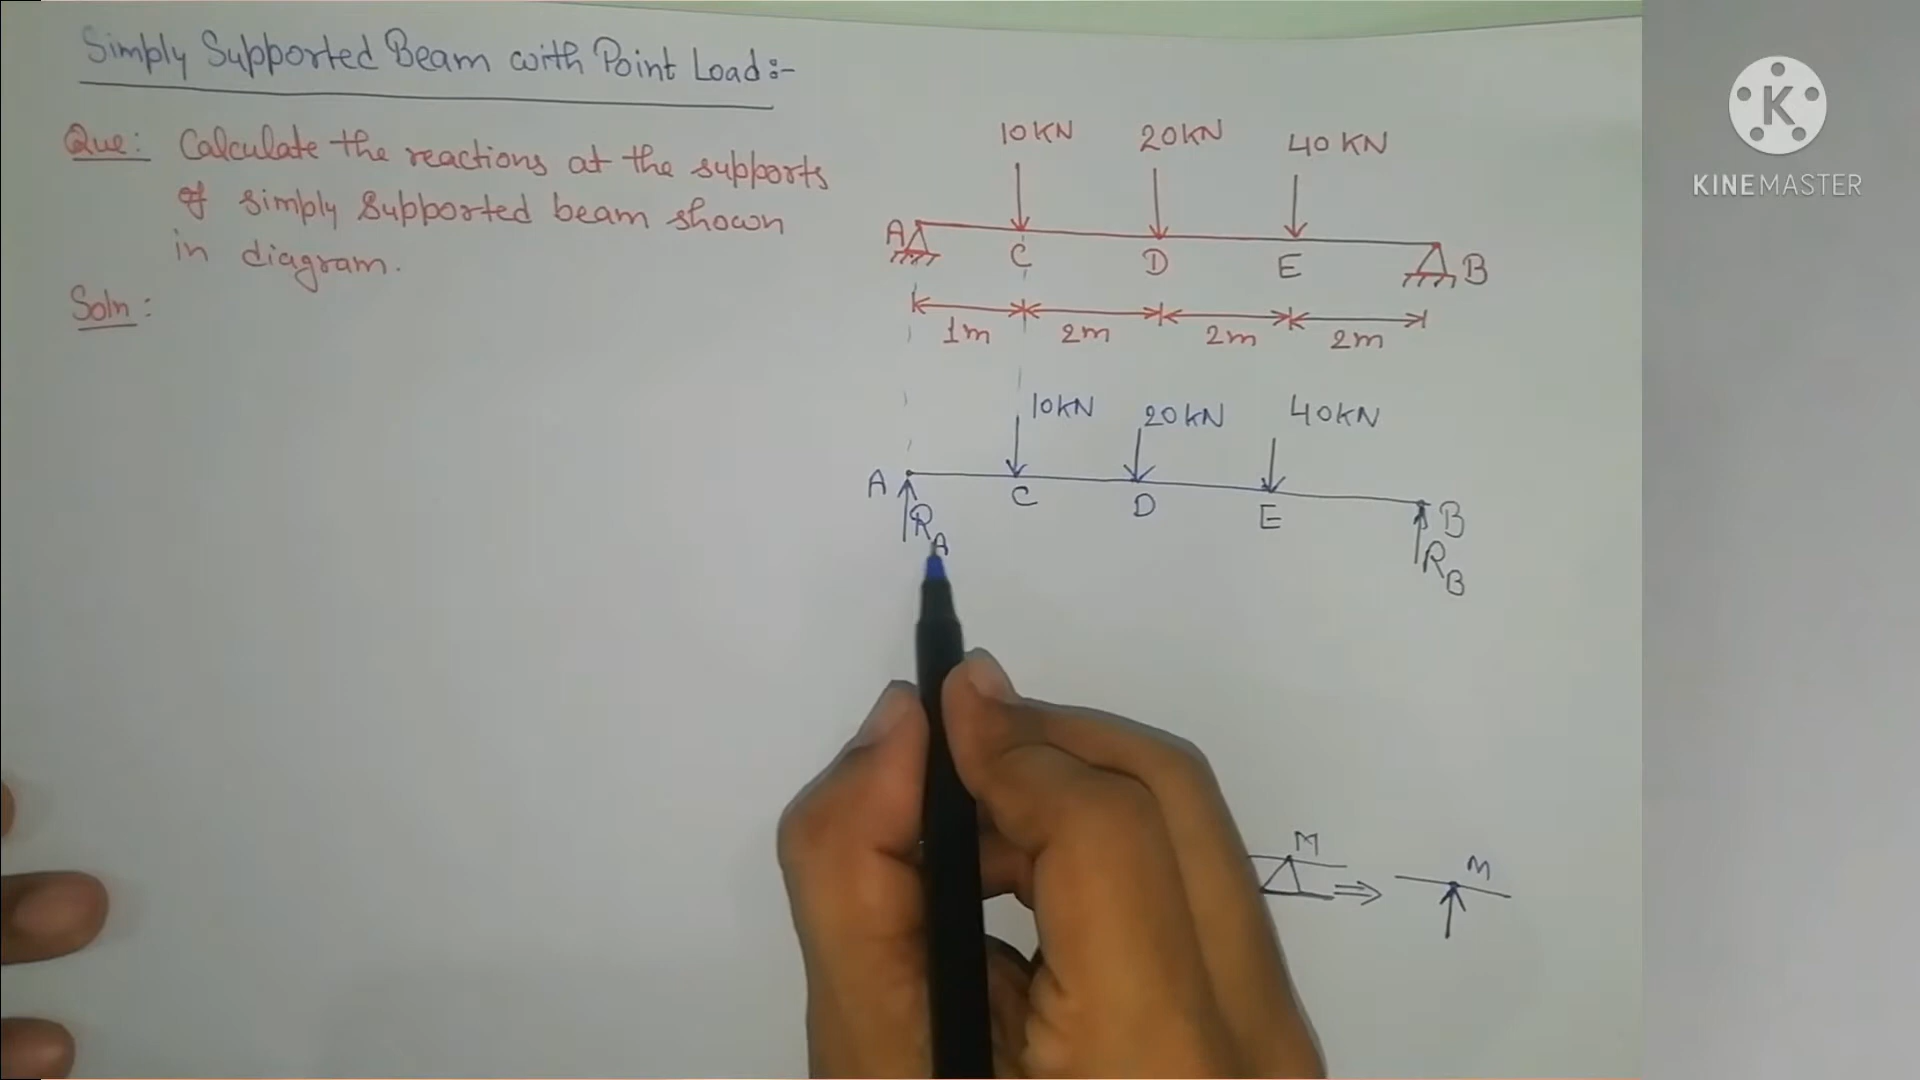 Simply Supported Beam with Point Load:-
Que: Calculate the reactions at the supports
of simply supported beam shown
in diagram.
Soln:
10KN 20KN 40KN
A C D E B
1m 2m 2m 2m
10KN 20KN 40KN
A C D E B
RA RB
M M
K
KINEMASTER